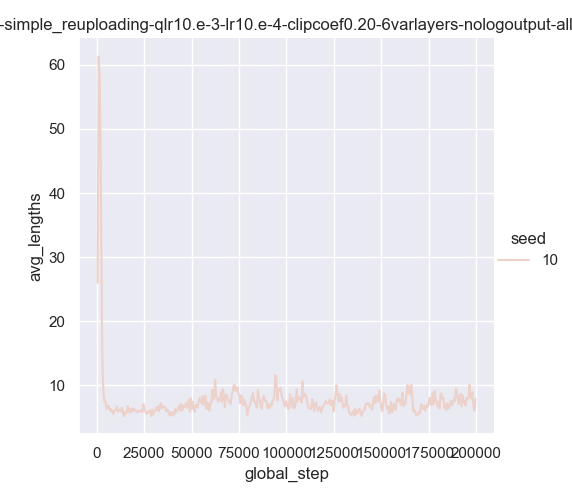 -simple_reuploading-qlr10.e-3-lr10.e-4-clipcoef0.20-6varlayers-nologoutput-all
60
50
40
30
20
10
avg_lengths
0 25000 50000 75000 100000 125000 150000 175000 200000
global_step
seed
10